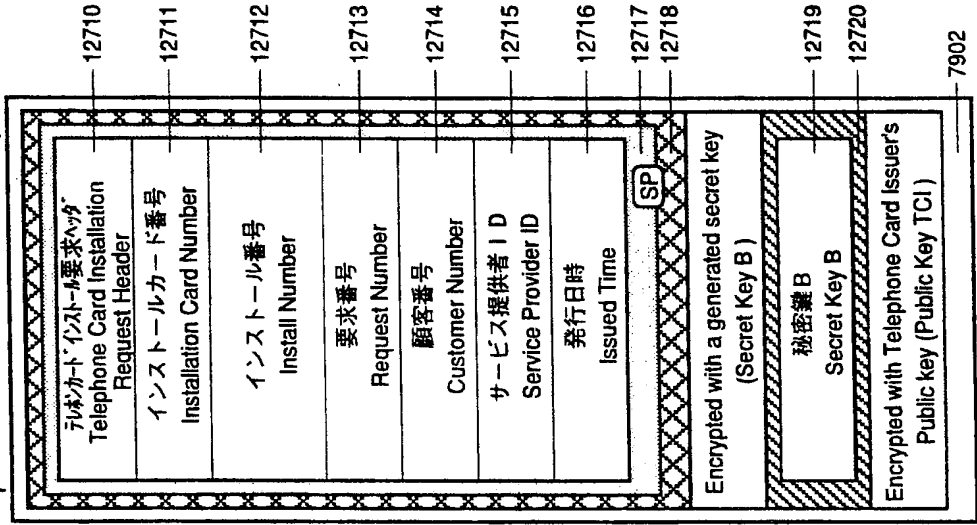 テレホンカードインストール要求ヘッダ
Telephone Card Installation
Request Header
12710
インストールカード番号
Installation Card Number
12711
インストール番号
Install Number
12712
要求番号
Request Number
12713
顧客番号
Customer Number
12714
サービス提供者ID
Service Provider ID
12715
発行日時
Issued Time
12716
SP
12717
12718
Encrypted with a generated secret key
(Secret Key B)
秘密鍵 B
Secret Key B
12719
12720
Encrypted with Telephone Card Issuer's
Public key (Public Key TCI)
7902